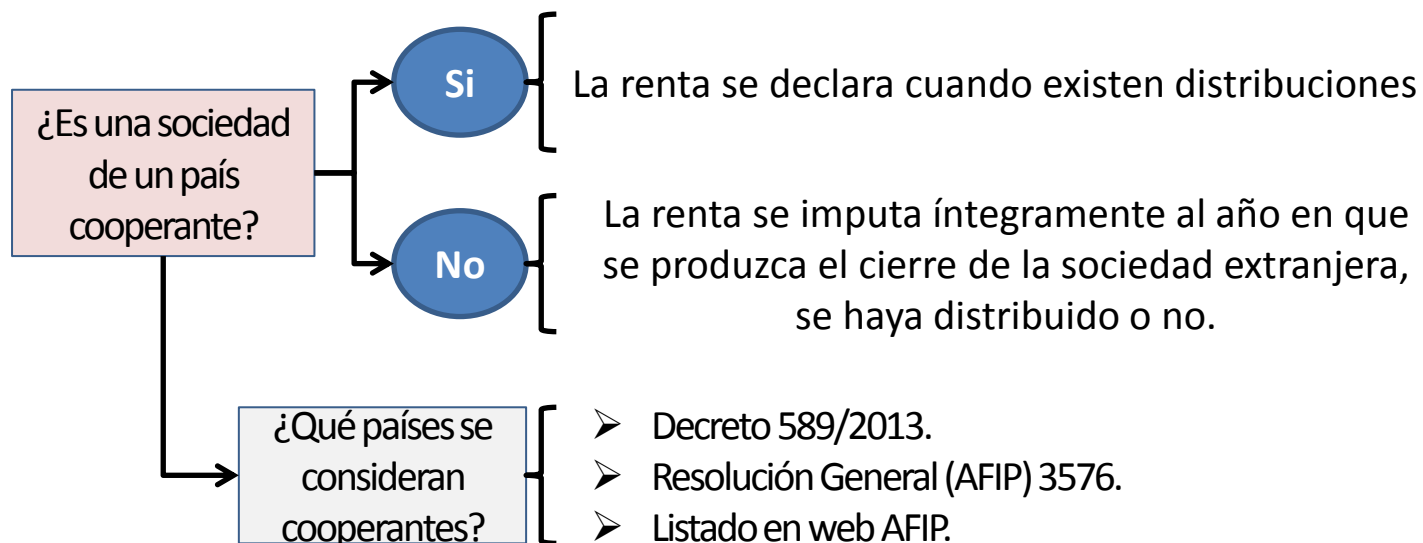 ¿Es una sociedad
de un país
cooperante?
Si
La renta se declara cuando existen distribuciones
No
La renta se imputa íntegramente al año en que
se produzca el cierre de la sociedad extranjera,
se haya distribuido o no.
¿Qué países se
consideran
cooperantes?
➢ Decreto 589/2013.
➢ Resolución General (AFIP) 3576.
➢ Listado en web AFIP.